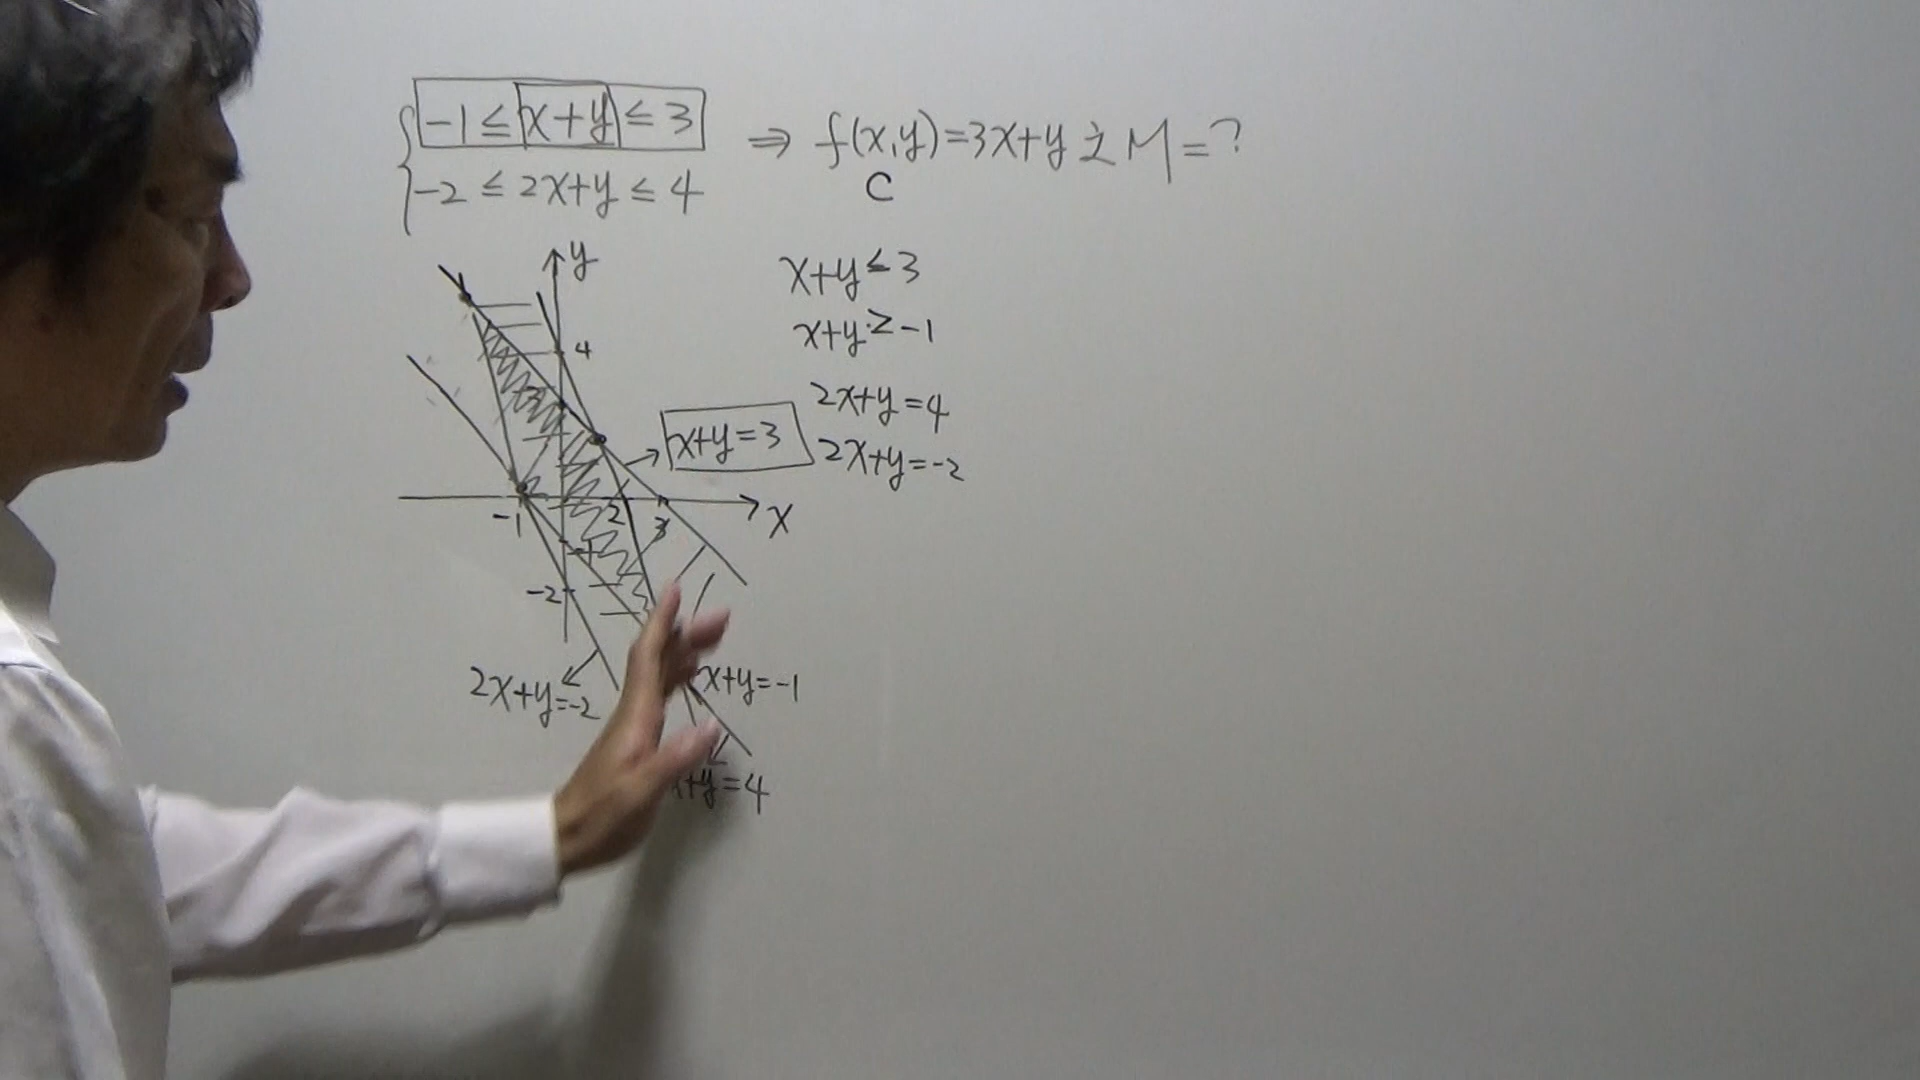 -1 ≤ x+y ≤ 3 ⇒ f(x,y)=3x+y 之 M=?
-2 ≤ 2x+y ≤ 4
C
y
x+y ≤ 3
x+y ≥ -1
4
3
2x+y=4
x+y=3
2x+y=-2
-1
2
3
x
-1
-2
2x+y=-2
x+y=-1
x+y=4